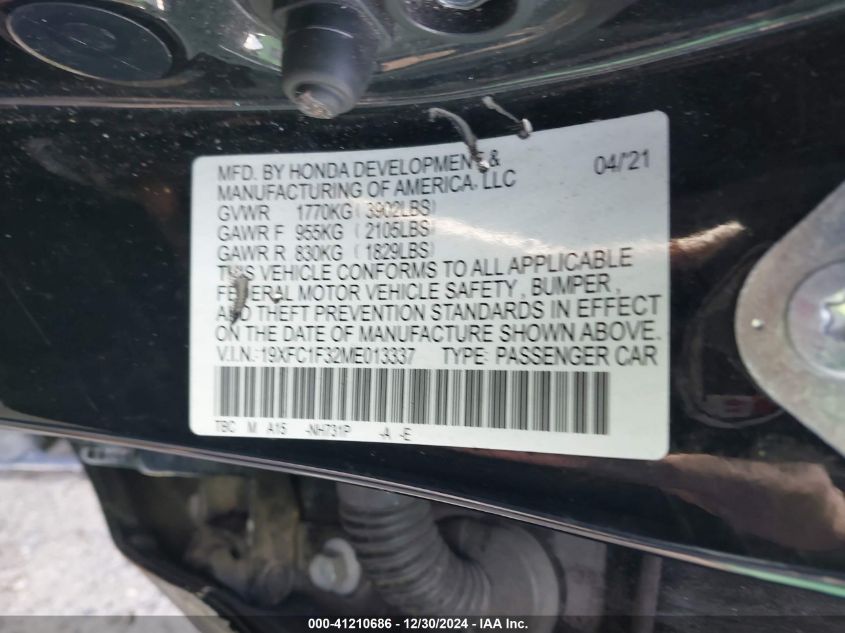 MFD. BY HONDA DEVELOPMENT & 04/'21
MANUFACTURING OF AMERICA, LLC
GVWR 1770KG ( 3902LBS)
GAWR F 955KG ( 2105LBS)
GAWR R 830KG ( 1829LBS)
THIS VEHICLE CONFORMS TO ALL APPLICABLE
FEDERAL MOTOR VEHICLE SAFETY, BUMPER,
AND THEFT PREVENTION STANDARDS IN EFFECT
ON THE DATE OF MANUFACTURE SHOWN ABOVE.
V.I.N.:19XFC1F32ME013337 TYPE: PASSENGER CAR
TBC M A15 -NH731P -A -E
000-41210686 - 12/30/2024 - IAA Inc.